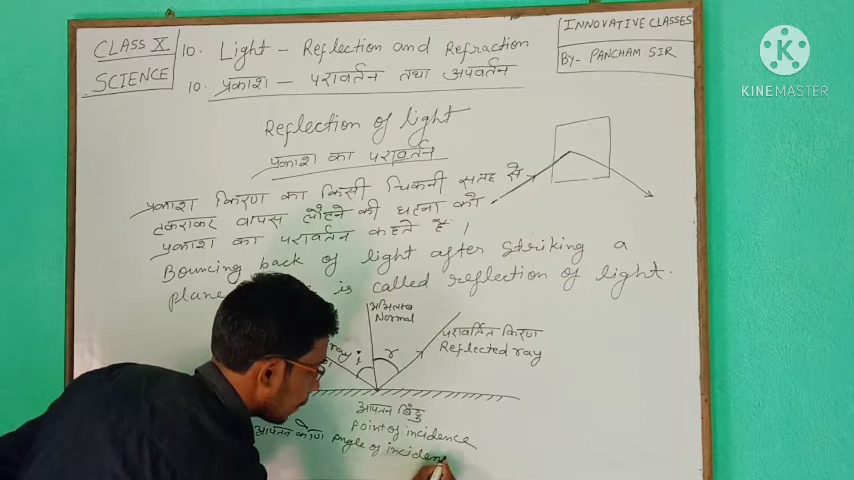 CLASS X
SCIENCE
10. Light - Reflection and Refraction
10. प्रकाश - परावर्तन तथा अपवर्तन
INNOVATIVE CLASSES
BY- PANCHAM SIR
K
KINEMASTER
Reflection of light
प्रकाश का परावर्तन
प्रकाश किरण का किसी चिकनी सतह से
टकराकर वापस लौटने की घटना को
प्रकाश का परावर्तन कहते हैं।
Bouncing back of light after striking a
plane is called reflection of light.
अभिलम्ब
Normal
ray
i
r
परावर्तित किरण
Reflected ray
आपतन बिंदु
Point of incidence
आपतन कोण Angle of inciden